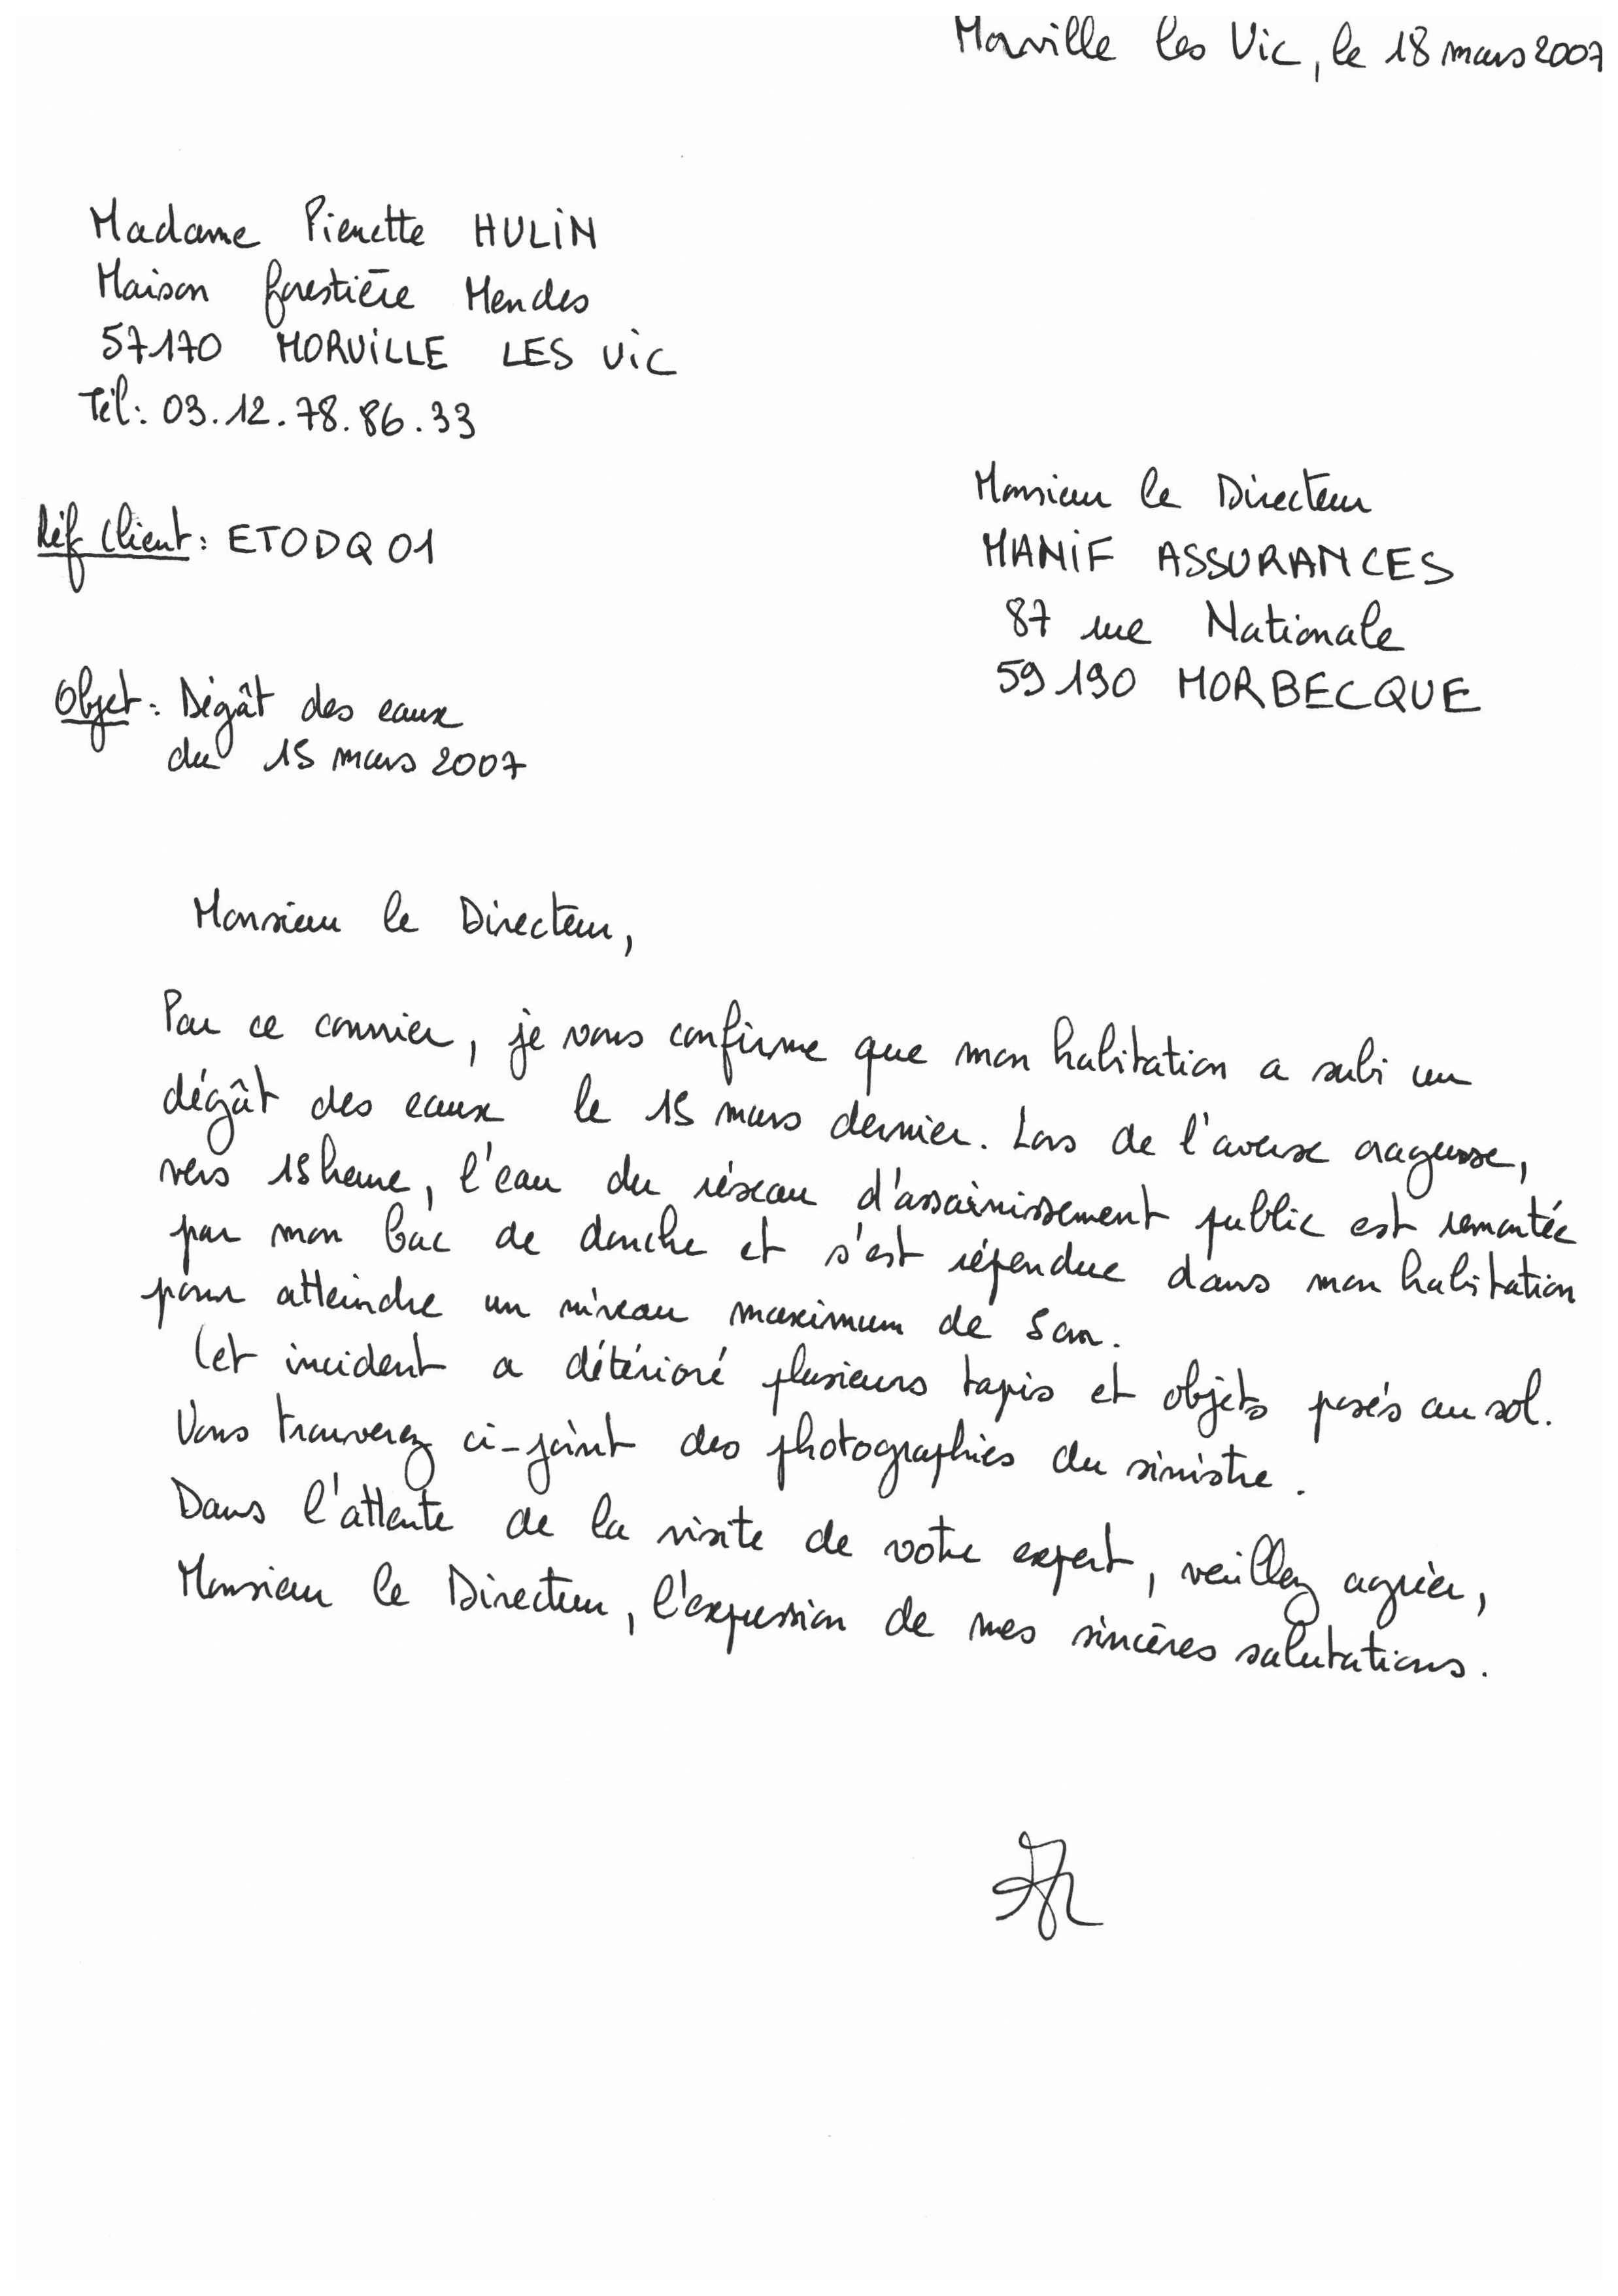 Morville les Vic, le 18 mars 2007
Madame Pierrette HULIN
Maison forestière Mendes
57170 MORVILLE LES VIC
Tél: 03.12.78.86.33
Réf Client: ETODQ01
Monsieur le Directeur
MANIF ASSURANCES
87 rue Nationale
59190 MORBECQUE
Objet: Dégât des eaux
du 15 mars 2007
Monsieur le Directeur,
Par ce courrier, je vous confirme que mon habitation a subi un
dégât des eaux le 15 mars dernier. Lors de l'averse orageuse,
vers 15heure, l'eau du réseau d'assainissement public est remontée
par mon bac de douche et s'est répendue dans mon habitation
pour atteindre un niveau maximum de 5cm.
Cet incident a détérioré plusieurs tapis et objets posés au sol.
Vous trouverez ci-joint des photographies du sinistre.
Dans l'attente de la visite de votre expert, veuillez agréer,
Monsieur le Directeur, l'expression de mes sincères salutations.